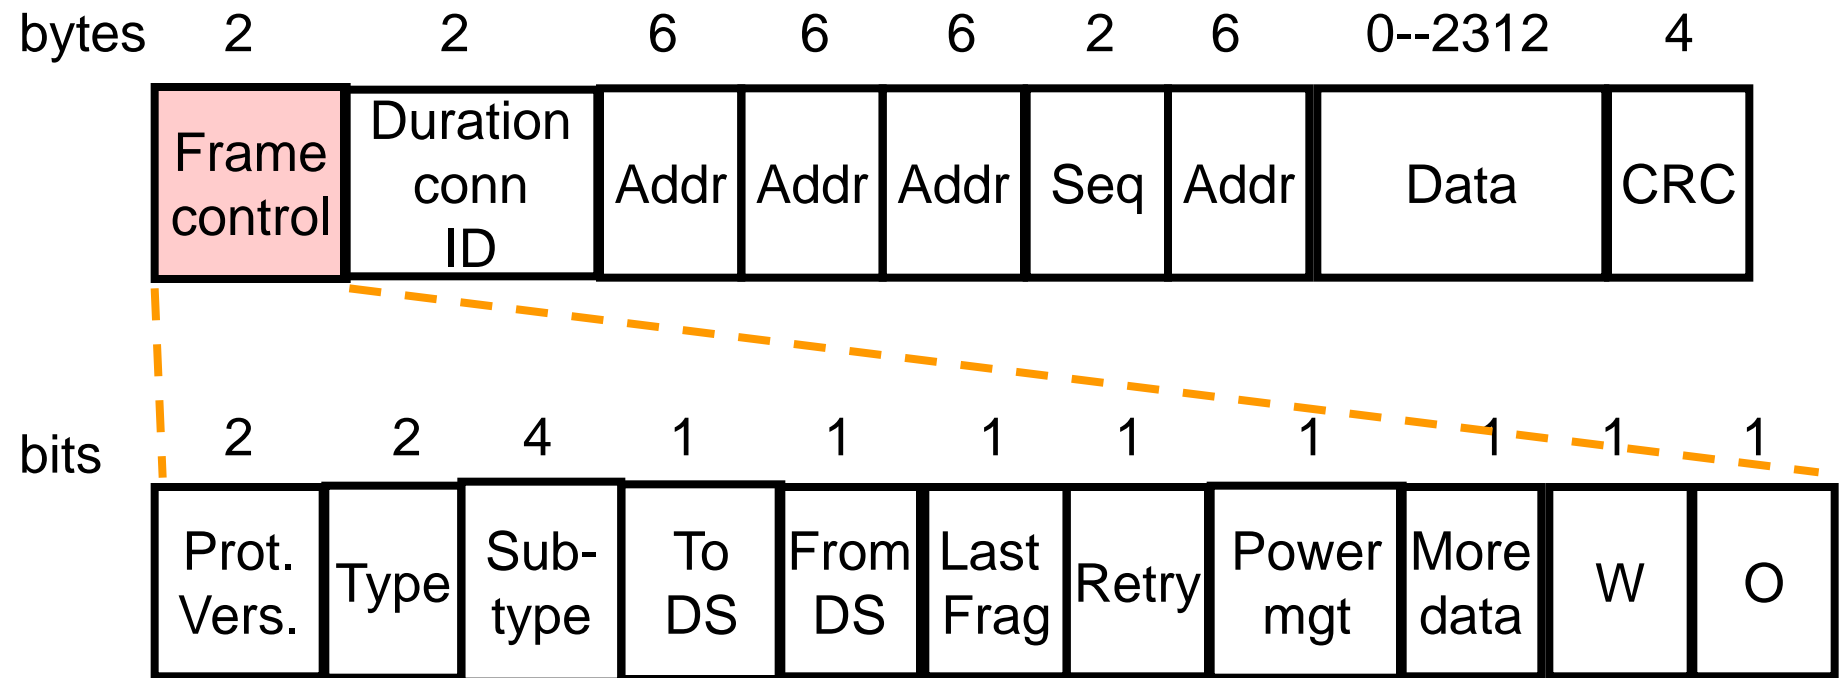 bytes 2 2 6 6 6 2 6 0--2312 4
Frame control
Duration conn ID
Addr
Addr
Addr
Seq
Addr
Data
CRC
bits 2 2 4 1 1 1 1 1 1 1 1
Prot. Vers.
Type
Sub-type
To DS
From DS
Last Frag
Retry
Power mgt
More data
W
O